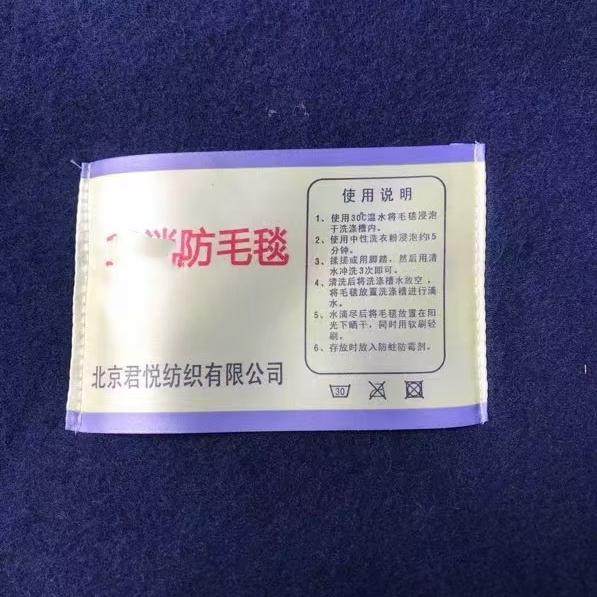 消防毛毯
北京君悦纺织有限公司
使用说明
1、使用30℃温水将毛毯浸泡
于洗涤槽内。
2、使用中性洗衣粉浸泡约15
分钟。
3、揉搓或用脚踏，然后用清
水冲洗3次即可。
4、清洗后将洗涤槽水放空，
将毛毯放置洗涤槽进行滴
水。
5、水滴尽后将毛毯放置在阳
光下晒干，同时用软刷轻
刷。
6、存放时放入防蛀防霉剂。
30